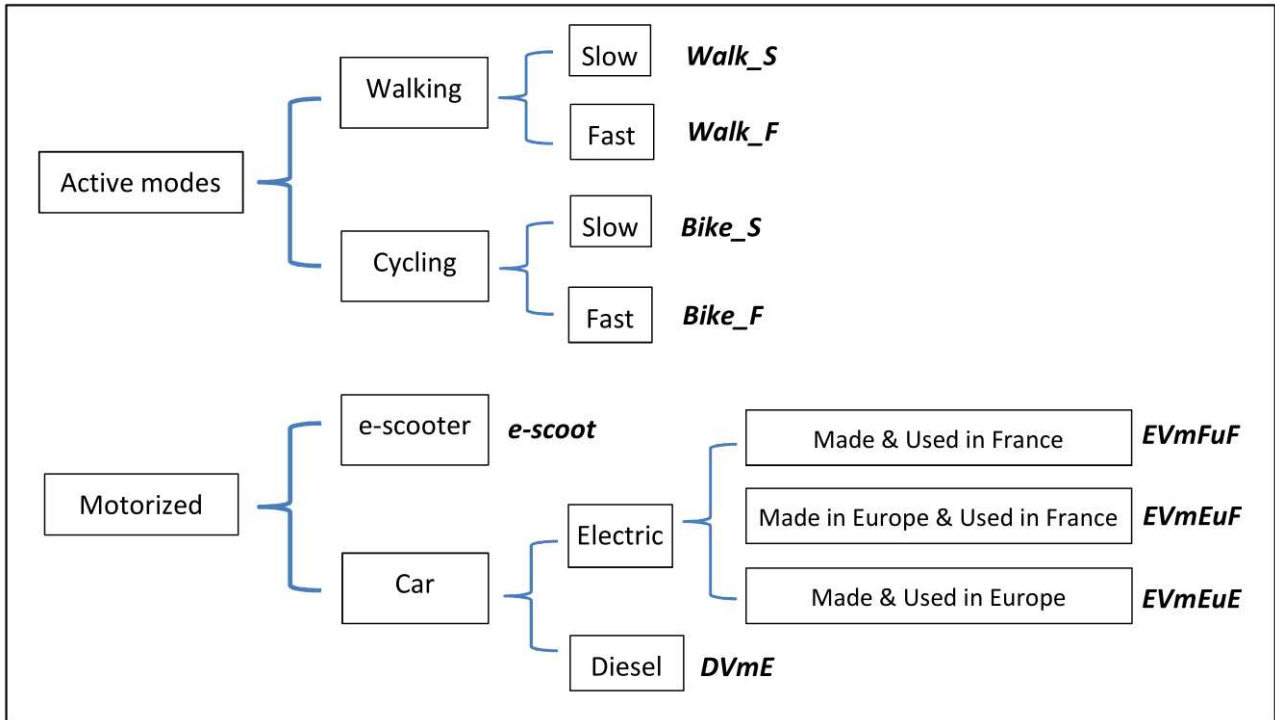 Slow Walk_S
Walking
Fast Walk_F
Active modes
Slow Bike_S
Cycling
Fast Bike_F
e-scooter e-scoot
Made & Used in France EVmFuF
Motorized
Made in Europe & Used in France EVmEuF
Electric
Car
Made & Used in Europe EVmEuE
Diesel DVmE